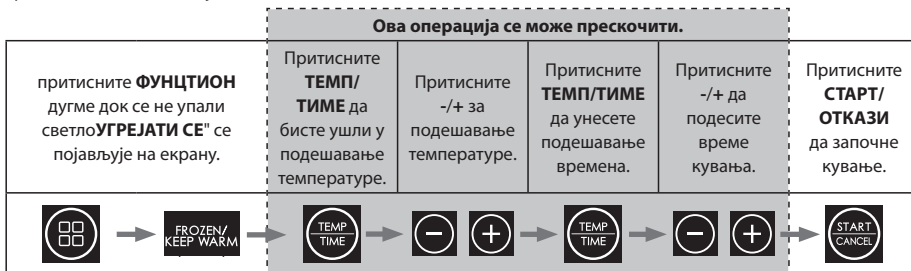 Ова операција се може прескочити.
притисните ФУНЦТИОН
дугме док се не упали
светлоУГРЕЈАТИ СЕ" се
појављује на екрану.
Притисните
ТЕМП/
ТИМЕ да
бисте ушли у
подешавање
температуре.
Притисните
-/+ за
подешавање
температуре.
Притисните
ТЕМП/ТИМЕ
да унесете
подешавање
времена.
Притисните
-/+ да
подесите
време
кувања.
Притисните
СТАРТ/
ОТКАЗИ
да започне
кување.
FROZEN/
KEEP WARM
TEMP
TIME
TEMP
TIME
START
CANCEL